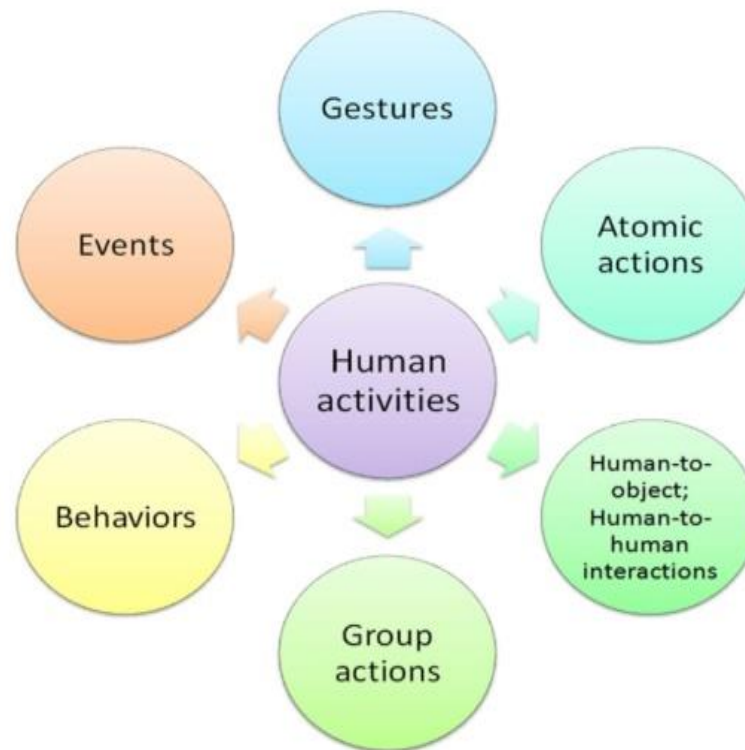 Gestures
Events
Atomic
actions
Human
activities
Behaviors
Human-to-
object;
Human-to-
human
interactions
Group
actions